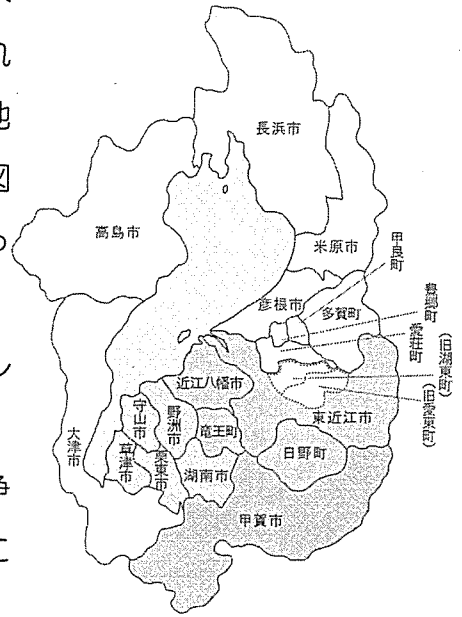 れ
地
図
っ
し
争
に
長浜市
高島市
米原市
甲良町
彦根市
多賀町
豊郷町
愛荘町
(旧湖東町)
(旧愛東町)
近江八幡市
東近江市
守山市
野洲市
竜王町
大津市
草津市
栗東市
湖南市
日野町
甲賀市